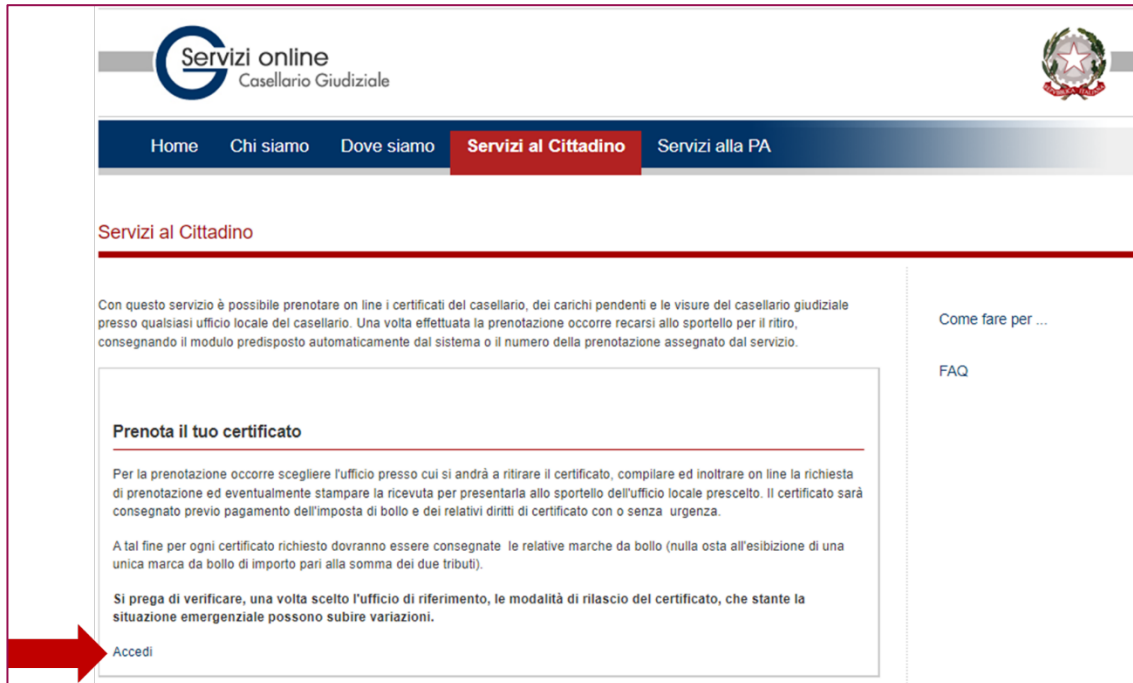 Servizi online
Casellario Giudiziale
REPVBBLICA ITALIANA
Home Chi siamo Dove siamo Servizi al Cittadino Servizi alla PA
Servizi al Cittadino
Con questo servizio è possibile prenotare on line i certificati del casellario, dei carichi pendenti e le visure del casellario giudiziale
presso qualsiasi ufficio locale del casellario. Una volta effettuata la prenotazione occorre recarsi allo sportello per il ritiro,
consegnando il modulo predisposto automaticamente dal sistema o il numero della prenotazione assegnato dal servizio.
Come fare per ...
FAQ
Prenota il tuo certificato
Per la prenotazione occorre scegliere l'ufficio presso cui si andrà a ritirare il certificato, compilare ed inoltrare on line la richiesta
di prenotazione ed eventualmente stampare la ricevuta per presentarla allo sportello dell'ufficio locale prescelto. Il certificato sarà
consegnato previo pagamento dell'imposta di bollo e dei relativi diritti di certificato con o senza urgenza.
A tal fine per ogni certificato richiesto dovranno essere consegnate le relative marche da bollo (nulla osta all'esibizione di una
unica marca da bollo di importo pari alla somma dei due tributi).
Si prega di verificare, una volta scelto l'ufficio di riferimento, le modalità di rilascio del certificato, che stante la
situazione emergenziale possono subire variazioni.
Accedi